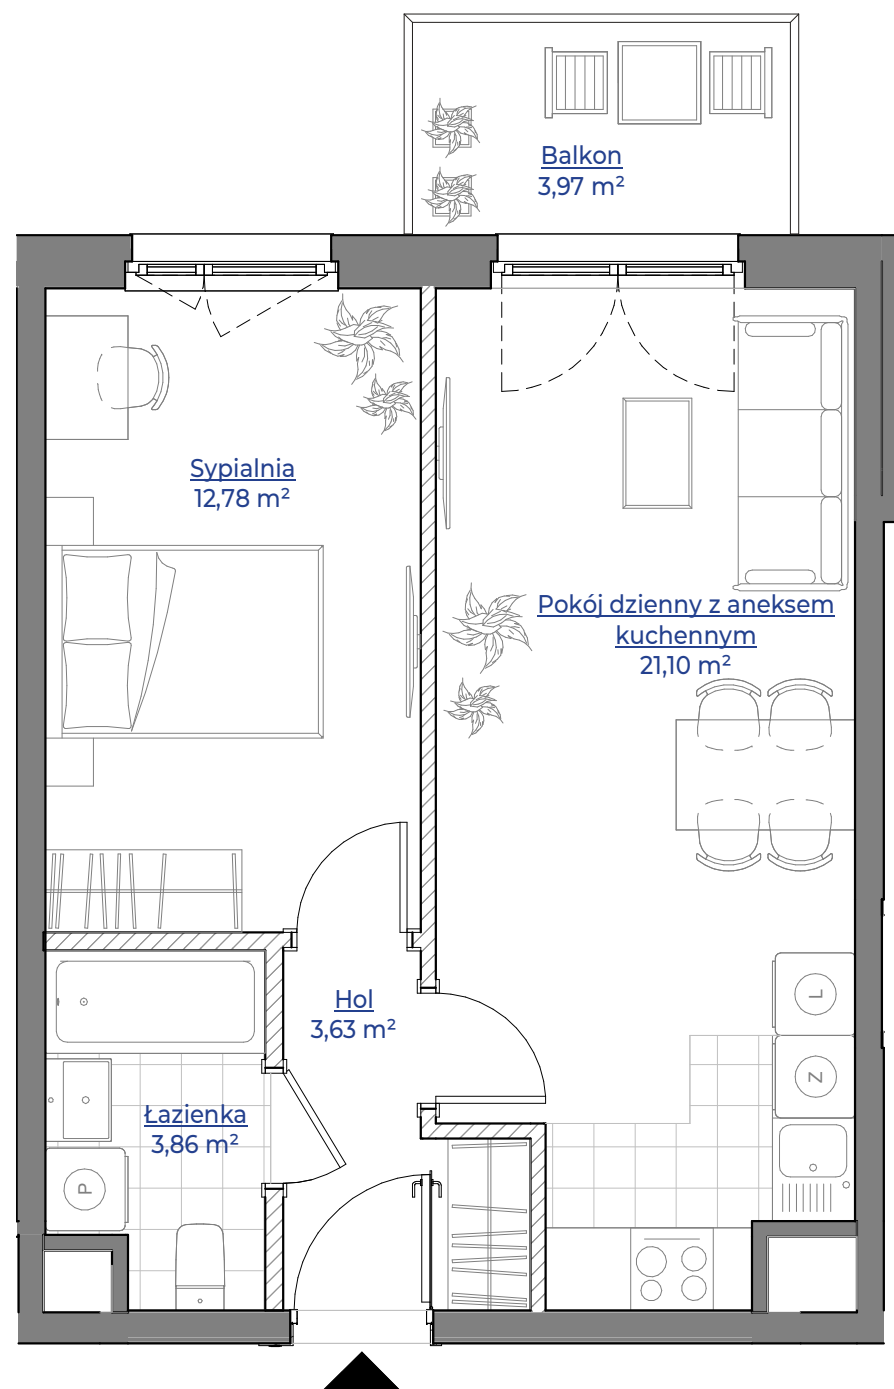 Balkon
3,97 m²
Sypialnia
12,78 m²
Pokój dzienny z aneksem
kuchennym
21,10 m²
Hol
3,63 m²
L
Z
Łazienka
3,86 m²
P